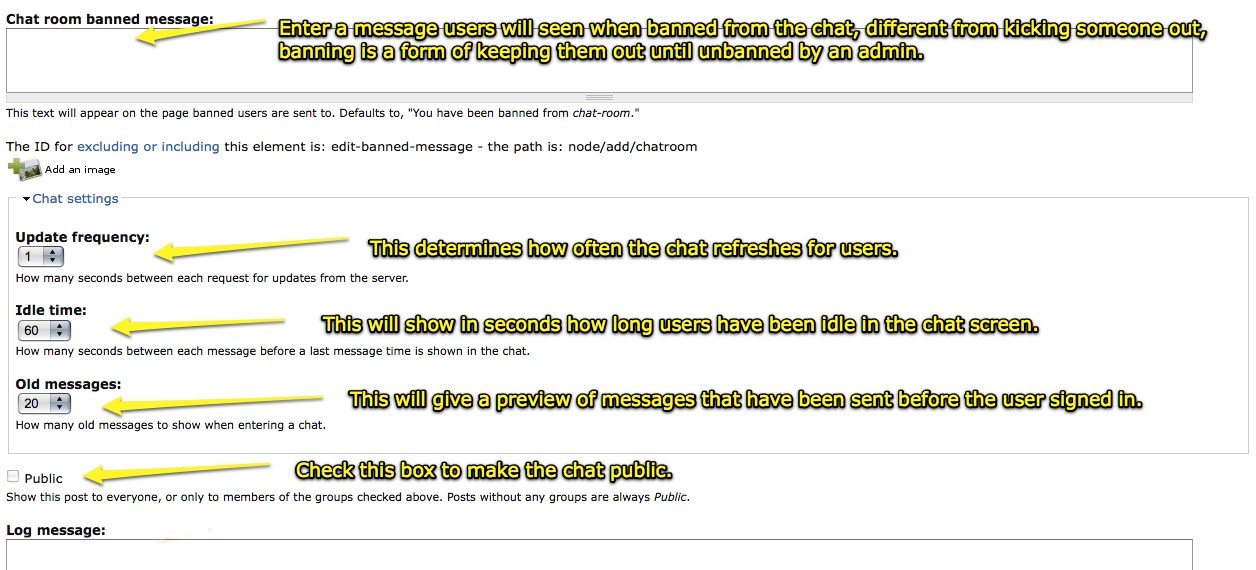 Chat room banned message:
Enter a message users will seen when banned from the chat, different from kicking someone out,
banning is a form of keeping them out until unbanned by an admin.
This text will appear on the page banned users are sent to. Defaults to, "You have been banned from chat-room."
The ID for excluding or including this element is: edit-banned-message - the path is: node/add/chatroom
Add an image
Chat settings
Update frequency:
This determines how often the chat refreshes for users.
1
How many seconds between each request for updates from the server.
Idle time:
This will show in seconds how long users have been idle in the chat screen.
60
How many seconds between each message before a last message time is shown in the chat.
Old messages:
This will give a preview of messages that have been sent before the user signed in.
20
How many old messages to show when entering a chat.
Check this box to make the chat public.
Public
Show this post to everyone, or only to members of the groups checked above. Posts without any groups are always Public.
Log message: